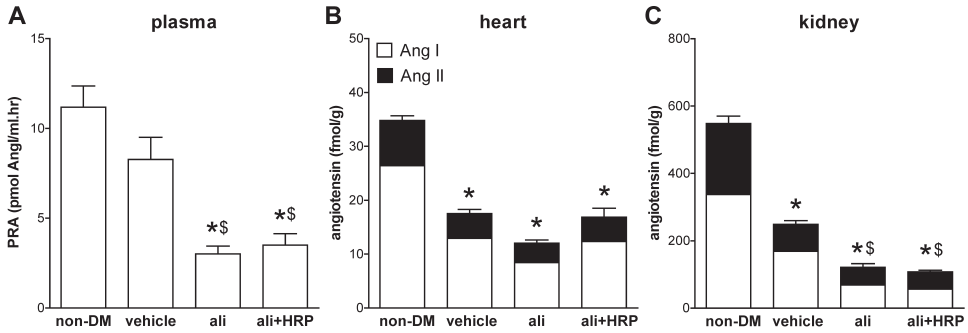 A plasma
PRA (pmol AngI/ml.hr)
15
10
5
0
*$ *$
non-DM vehicle ali ali+HRP
B heart
Ang I
Ang II
angiotensin (fmol/g)
50
40
30
20
10
0
* * *
non-DM vehicle ali ali+HRP
C kidney
angiotensin (fmol/g)
800
600
400
200
0
* *$ *$
non-DM vehicle ali ali+HRP